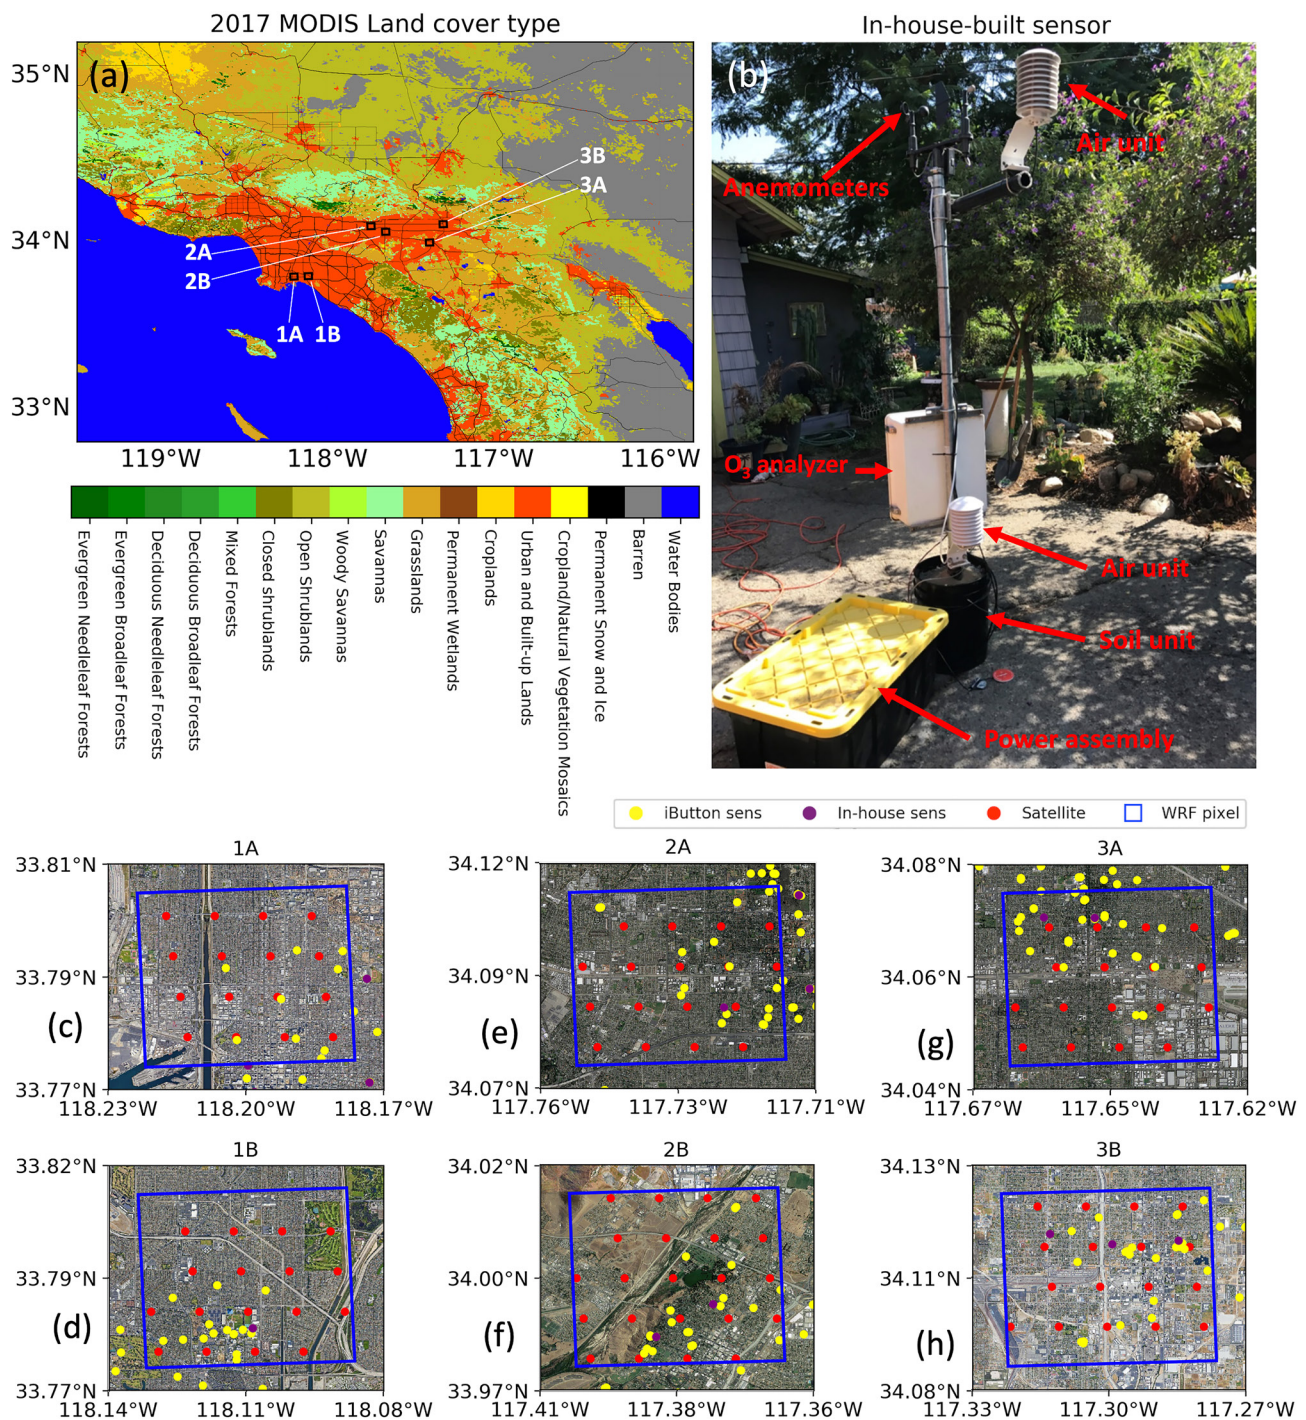 2017 MODIS Land cover type
In-house-built sensor
35°N
34°N
33°N
(a)
3B
3A
2A
2B
1A 1B
119°W 118°W 117°W 116°W
Evergreen Needleleaf Forests
Evergreen Broadleaf Forests
Deciduous Needleleaf Forests
Deciduous Broadleaf Forests
Mixed Forests
Closed shrublands
Open Shrublands
Woody Savannas
Savannas
Grasslands
Permanent Wetlands
Croplands
Urban and Built-up Lands
Cropland/Natural Vegetation Mosaics
Permanent Snow and Ice
Barren
Water Bodies
(b)
Air unit
Anemometers
O₃ analyzer
Air unit
Soil unit
Power assembly
iButton sens In-house sens Satellite WRF pixel
1A
33.81°N
33.79°N
33.77°N
(c)
118.23°W 118.20°W 118.17°W
2A
34.12°N
34.09°N
34.07°N
(e)
117.76°W 117.73°W 117.71°W
3A
34.08°N
34.06°N
34.04°N
(g)
117.67°W 117.65°W 117.62°W
1B
33.82°N
33.79°N
33.77°N
(d)
118.14°W 118.11°W 118.08°W
2B
34.02°N
34.00°N
33.97°N
(f)
117.41°W 117.38°W 117.36°W
3B
34.13°N
34.11°N
34.08°N
(h)
117.33°W 117.30°W 117.27°W